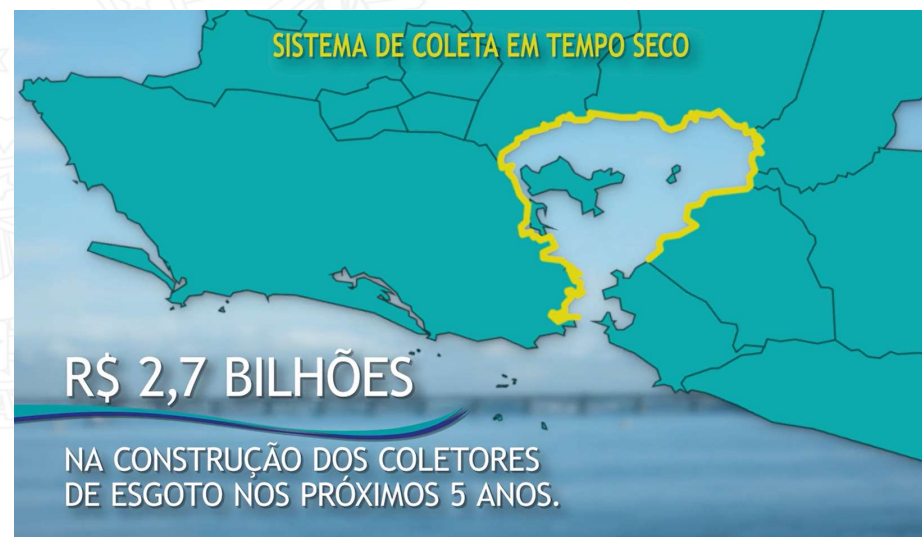 SISTEMA DE COLETA EM TEMPO SECO
R$ 2,7 BILHÕES
NA CONSTRUÇÃO DOS COLETORES
DE ESGOTO NOS PRÓXIMOS 5 ANOS.